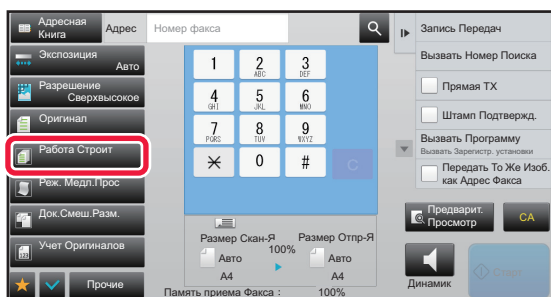 Адресная
Книга
Адрес
Номер факса
Экспозиция
Авто
Разрешение
Сверхвысокое
Оригинал
Работа Строит
Реж. Медл.Прос
Док.Смеш.Разм.
Учет Оригиналов
Прочие
1
2
ABC
3
DEF
4
GHI
5
JKL
6
MNO
7
PQRS
8
TUV
9
WXYZ
0
#
C
Размер Скан-Я
Размер Отпр-Я
100%
Авто
Авто
A4
A4
Память приема Факса : 100%
Запись Передач
Вызвать Номер Поиска
Прямая TX
Штамп Подтвержд.
Вызвать Программу
Вызвать Зарегистр. установки
Передать То Же Изоб.
как Адрес Факса
Предварит.
Просмотр
CA
Динамик
Старт